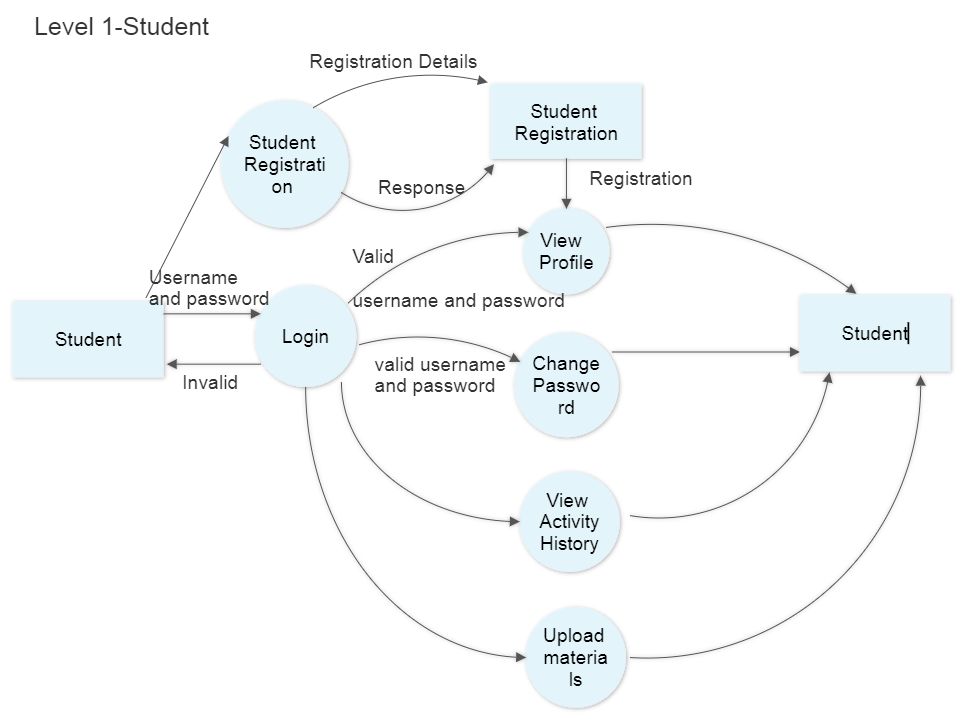 Level 1-Student
Registration Details
Student
Registrati
on
Student
Registration
Response
Registration
View
Profile
Valid
username and password
Username
and password
Student
Login
Invalid
valid username
and password
Change
Passwo
rd
Student
View
Activity
History
Upload
materia
ls